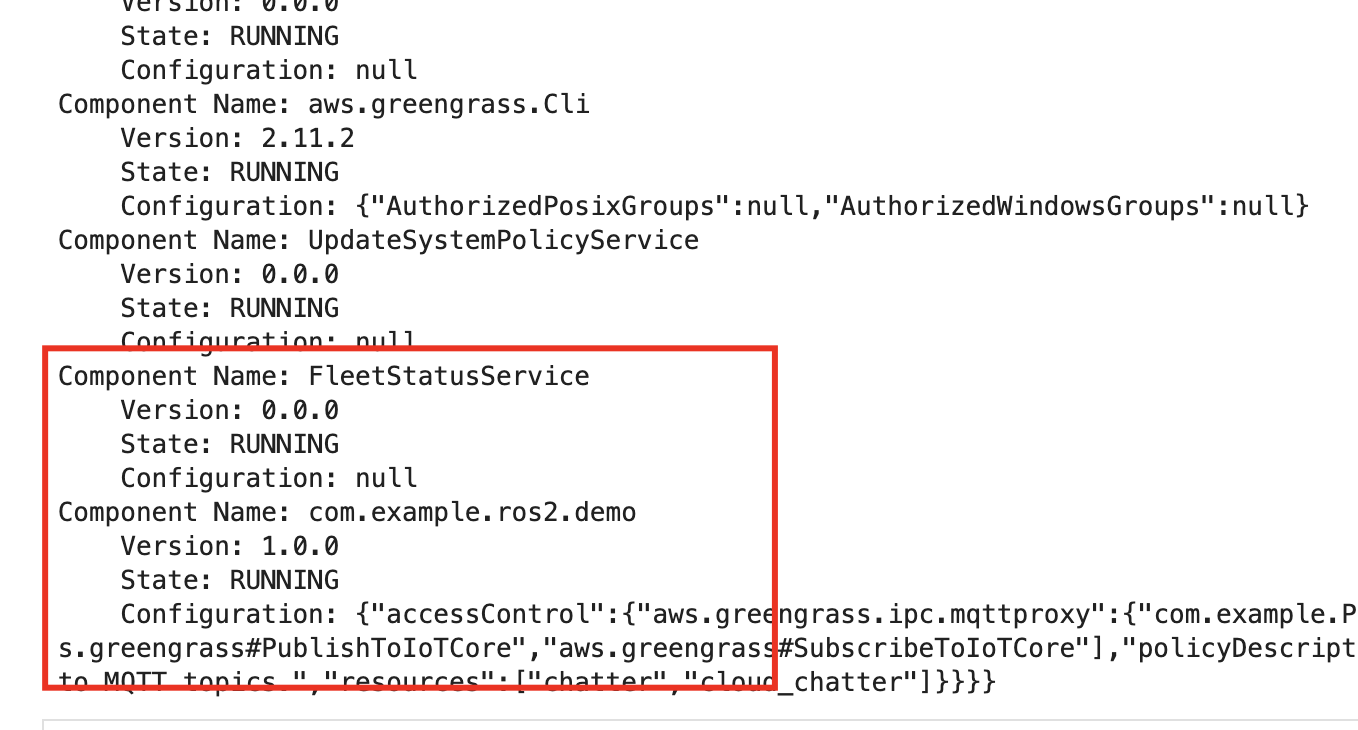 Version: 0.0.0
State: RUNNING
Configuration: null
Component Name: aws.greengrass.Cli
Version: 2.11.2
State: RUNNING
Configuration: {"AuthorizedPosixGroups":null,"AuthorizedWindowsGroups":null}
Component Name: UpdateSystemPolicyService
Version: 0.0.0
State: RUNNING
Configuration: null
Component Name: FleetStatusService
Version: 0.0.0
State: RUNNING
Configuration: null
Component Name: com.example.ros2.demo
Version: 1.0.0
State: RUNNING
Configuration: {"accessControl":{"aws.greengrass.ipc.mqttproxy":{"com.example.P
s.greengrass#PublishToIoTCore","aws.greengrass#SubscribeToIoTCore"],"policyDescript
to MQTT topics.","resources":["chatter","cloud_chatter"]}}}}